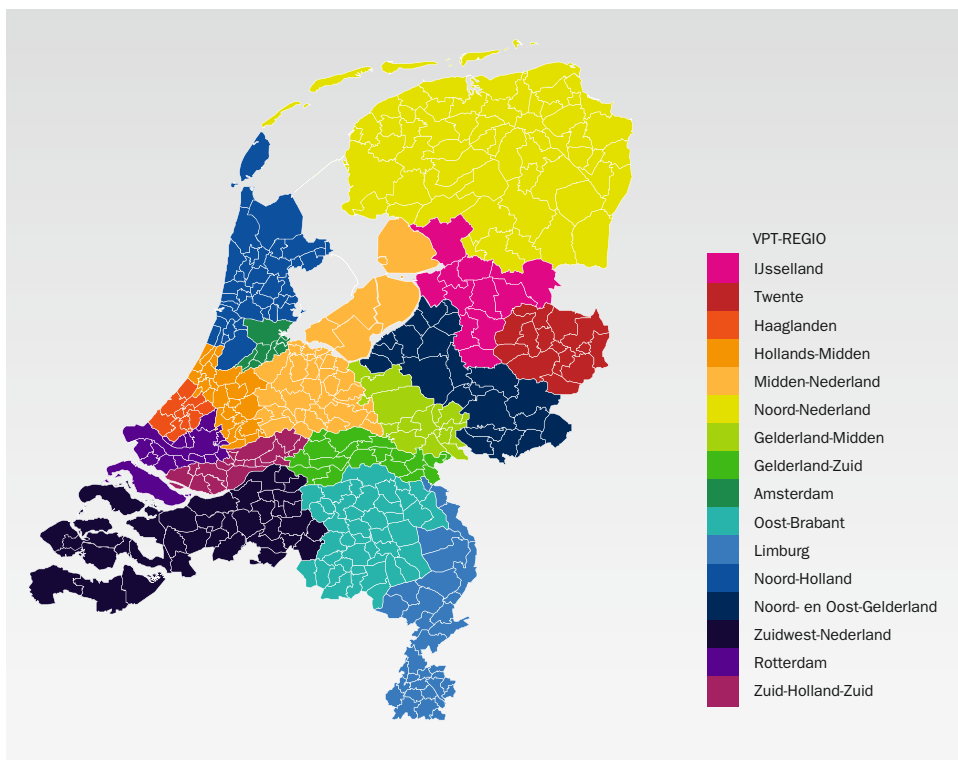 VPT-REGIO
IJsselland
Twente
Haaglanden
Hollands-Midden
Midden-Nederland
Noord-Nederland
Gelderland-Midden
Gelderland-Zuid
Amsterdam
Oost-Brabant
Limburg
Noord-Holland
Noord- en Oost-Gelderland
Zuidwest-Nederland
Rotterdam
Zuid-Holland-Zuid